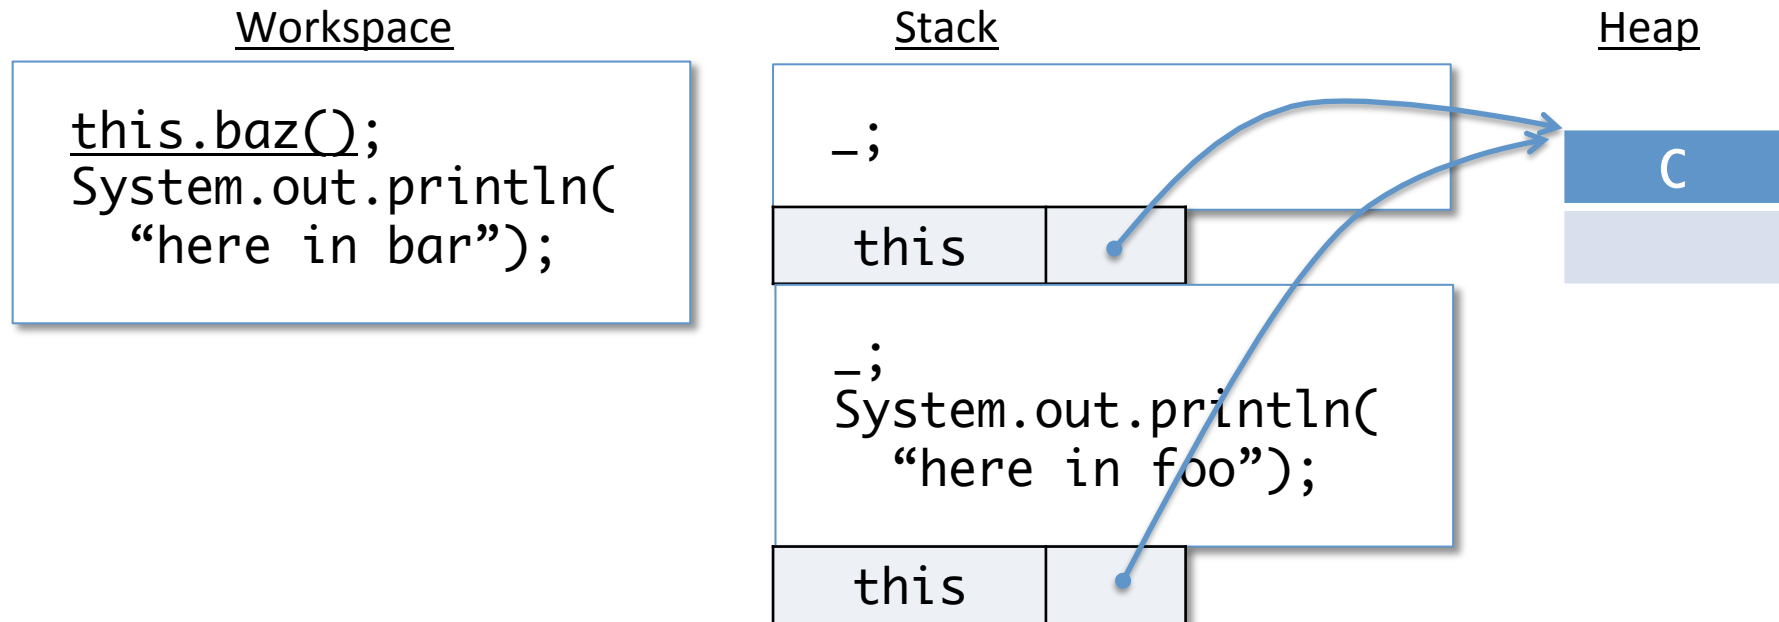 Workspace
Stack
Heap
this.baz();
System.out.println(
“here in bar”);
_;
this
_;
System.out.println(
“here in foo”);
this
C